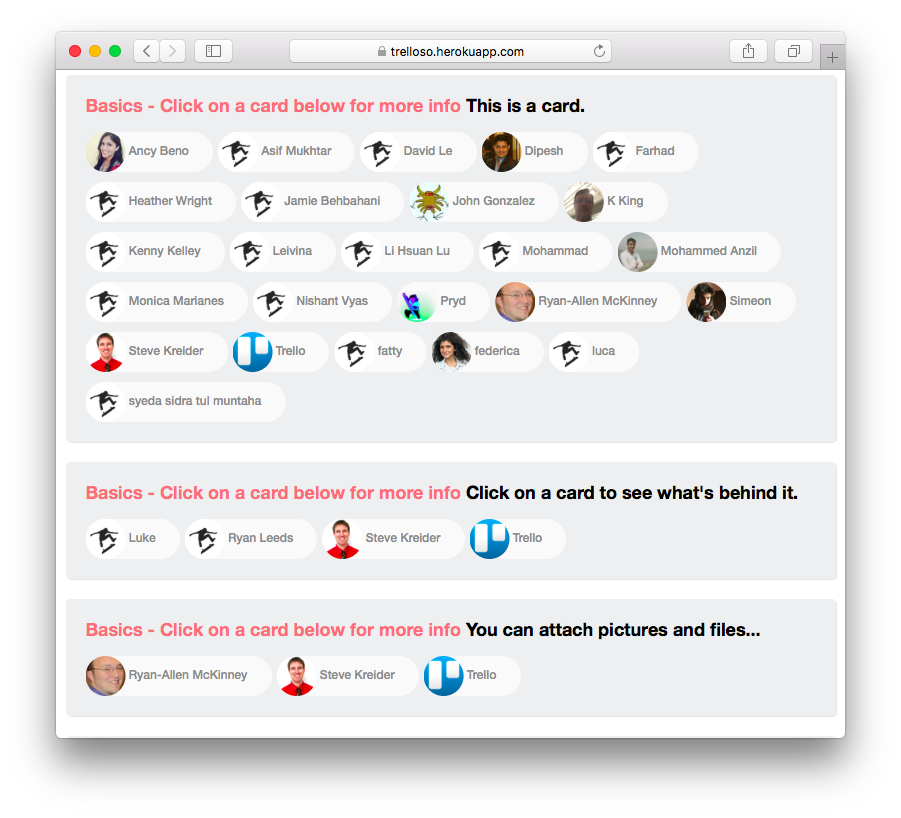 trelloso.herokuapp.com
Basics - Click on a card below for more info This is a card.
Ancy Beno Asif Mukhtar David Le Dipesh Farhad
Heather Wright Jamie Behbahani John Gonzalez K King
Kenny Kelley Leivina Li Hsuan Lu Mohammad Mohammed Anzil
Monica Marianes Nishant Vyas Pryd Ryan-Allen McKinney Simeon
Steve Kreider Trello fatty federica luca
syeda sidra tul muntaha
Basics - Click on a card below for more info Click on a card to see what's behind it.
Luke Ryan Leeds Steve Kreider Trello
Basics - Click on a card below for more info You can attach pictures and files...
Ryan-Allen McKinney Steve Kreider Trello